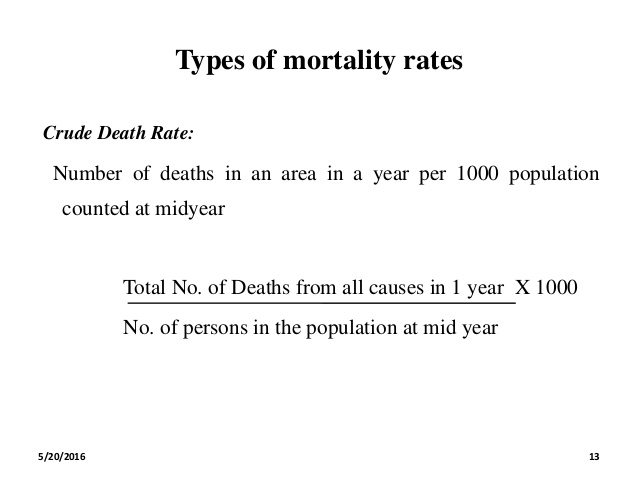 Types of mortality rates
Crude Death Rate:
Number of deaths in an area in a year per 1000 population
counted at midyear
Total No. of Deaths from all causes in 1 year X 1000
No. of persons in the population at mid year
5/20/2016
13